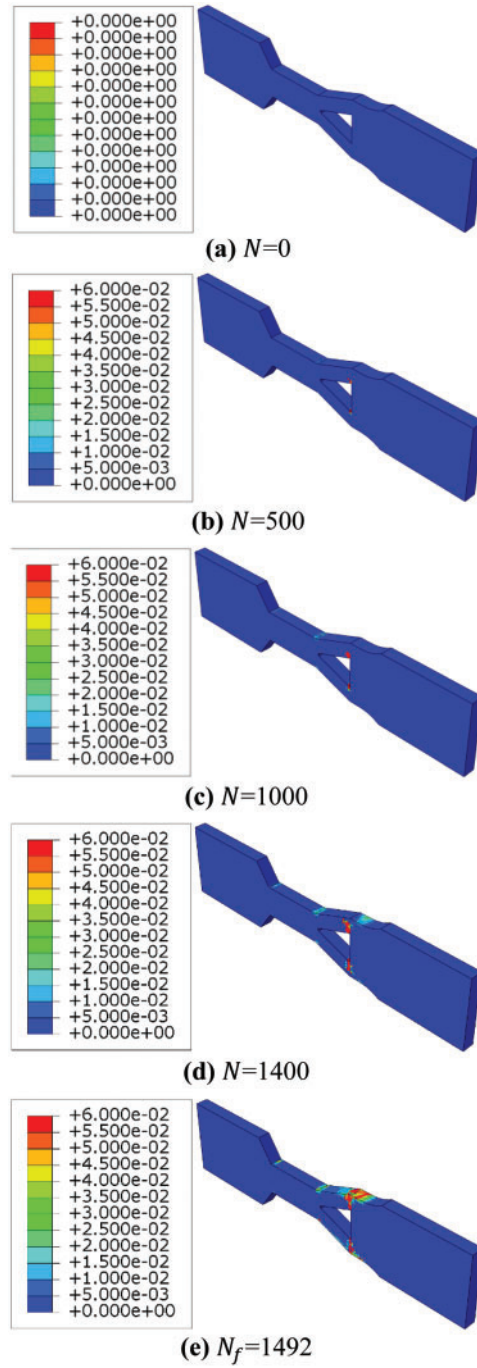 +0.000e+00
+0.000e+00
+0.000e+00
+0.000e+00
+0.000e+00
+0.000e+00
+0.000e+00
+0.000e+00
+0.000e+00
+0.000e+00
+0.000e+00
+0.000e+00
+0.000e+00
(a) N=0
+6.000e-02
+5.500e-02
+5.000e-02
+4.500e-02
+4.000e-02
+3.500e-02
+3.000e-02
+2.500e-02
+2.000e-02
+1.500e-02
+1.000e-02
+5.000e-03
+0.000e+00
(b) N=500
+6.000e-02
+5.500e-02
+5.000e-02
+4.500e-02
+4.000e-02
+3.500e-02
+3.000e-02
+2.500e-02
+2.000e-02
+1.500e-02
+1.000e-02
+5.000e-03
+0.000e+00
(c) N=1000
+6.000e-02
+5.500e-02
+5.000e-02
+4.500e-02
+4.000e-02
+3.500e-02
+3.000e-02
+2.500e-02
+2.000e-02
+1.500e-02
+1.000e-02
+5.000e-03
+0.000e+00
(d) N=1400
+6.000e-02
+5.500e-02
+5.000e-02
+4.500e-02
+4.000e-02
+3.500e-02
+3.000e-02
+2.500e-02
+2.000e-02
+1.500e-02
+1.000e-02
+5.000e-03
+0.000e+00
(e) N_f=1492